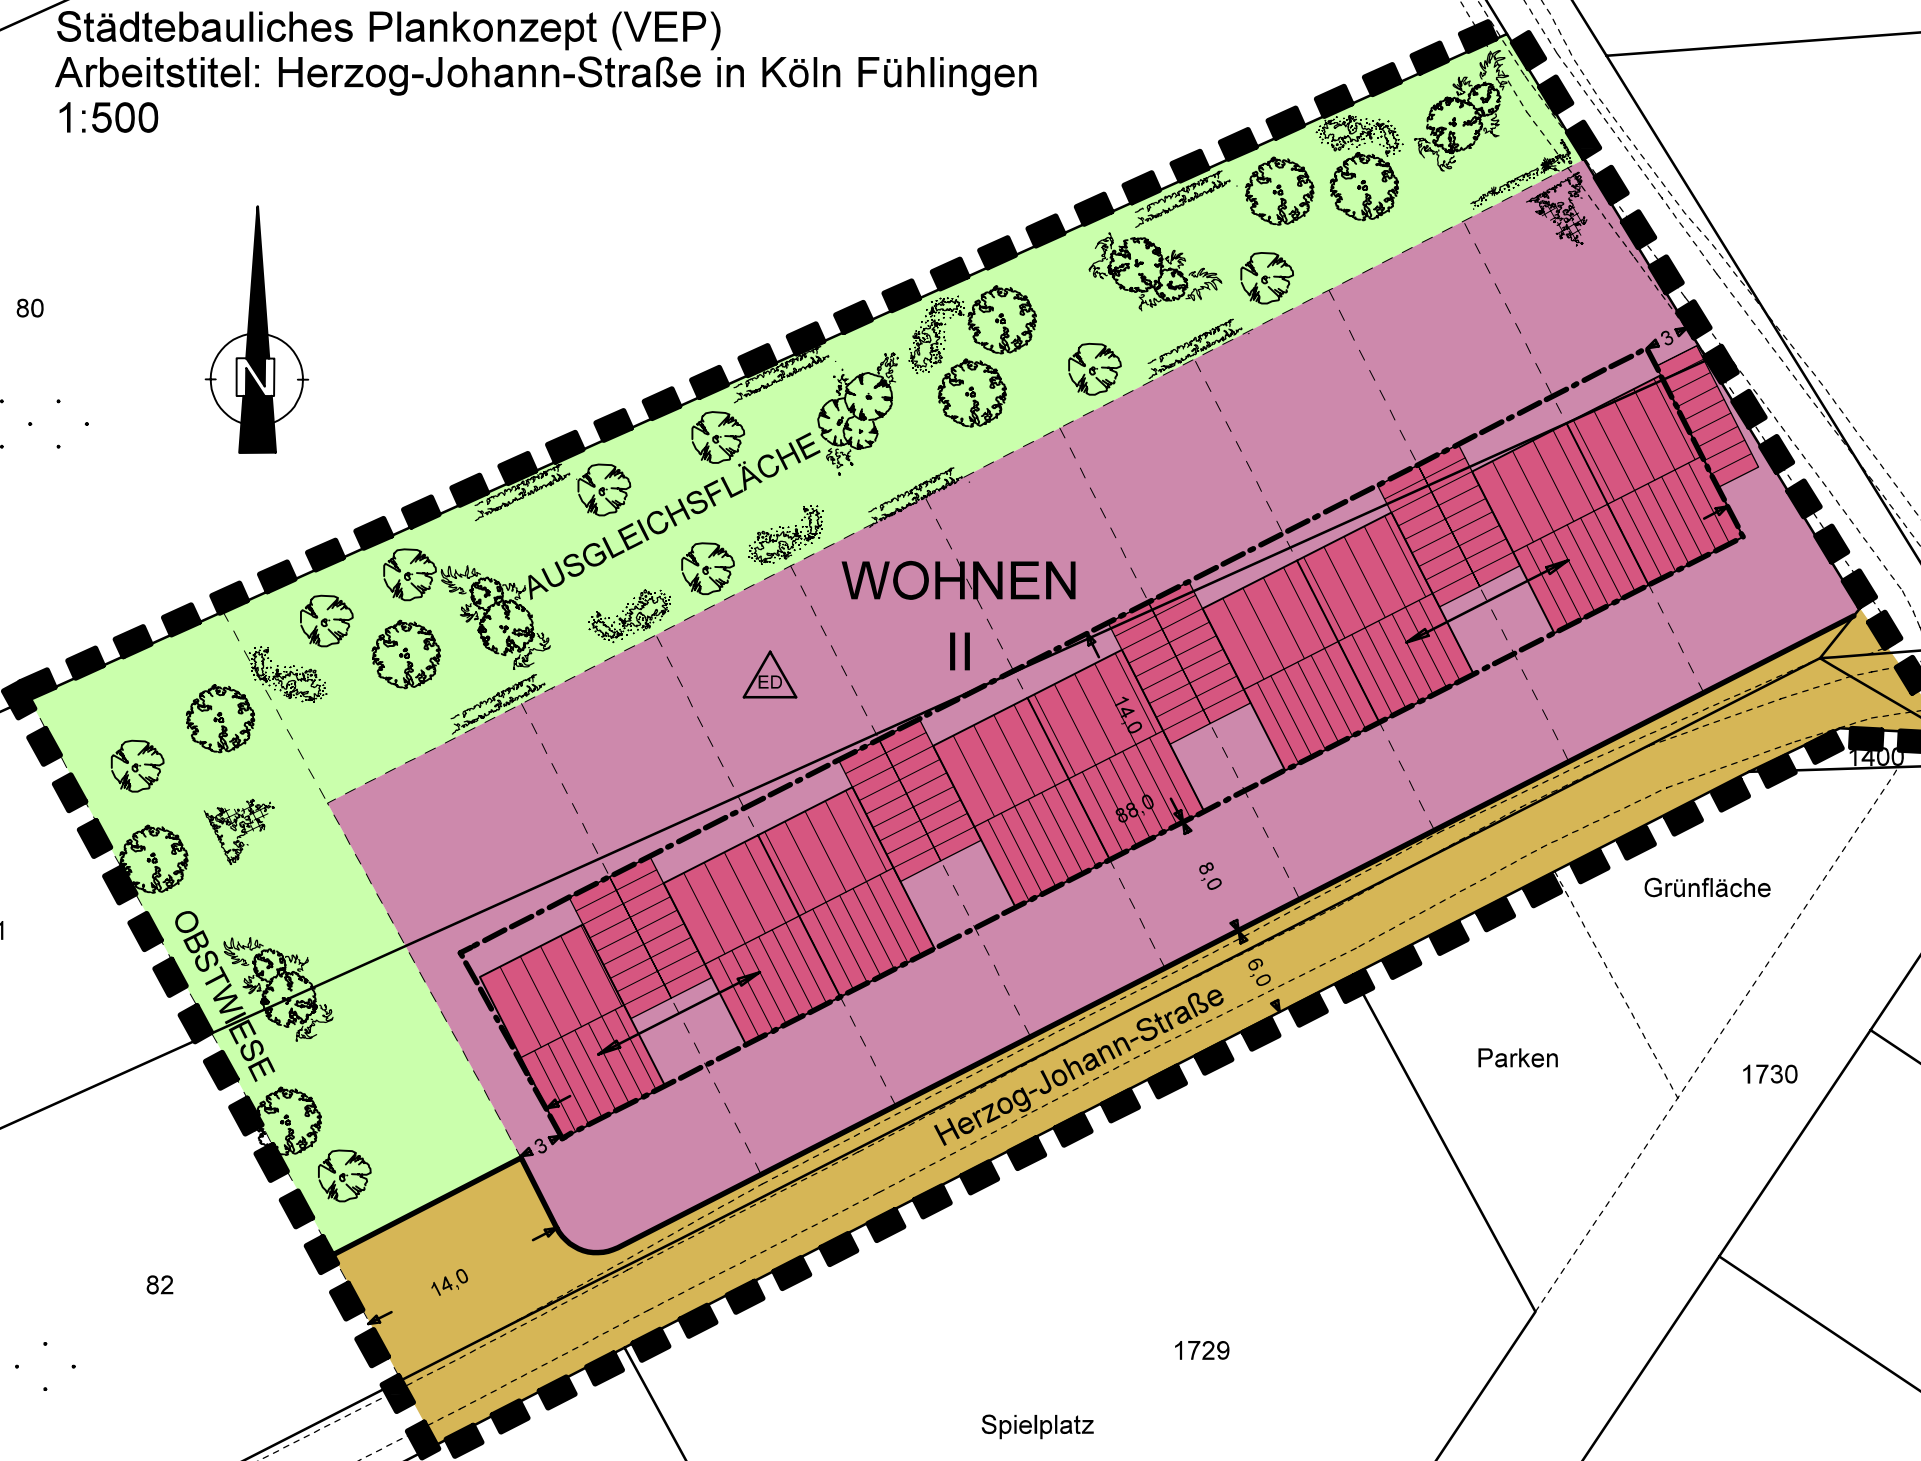 Städtebauliches Plankonzept (VEP)
Arbeitstitel: Herzog-Johann-Straße in Köln Fühlingen
1:500
80
N
3
AUSGLEICHSFLÄCHE
WOHNEN
II
ED
14,0
1400
88,0
8,0
Grünfläche
1
OBSTWIESE
6,0
Herzog-Johann-Straße
Parken
1730
3
82
14,0
1729
Spielplatz